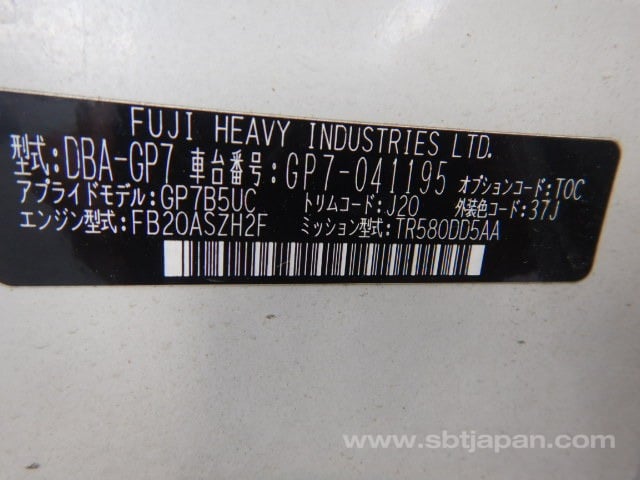 FUJI HEAVY INDUSTRIES LTD.
型式:DBA-GP7 車台番号:GP7-041195 オプションコード:TOC
アプライドモデル:GP7B5UC トリムコード:J20 外装色コード:37J
エンジン型式:FB20ASZH2F ミッション型式:TR580DD5AA
www.sbtjapan.com/